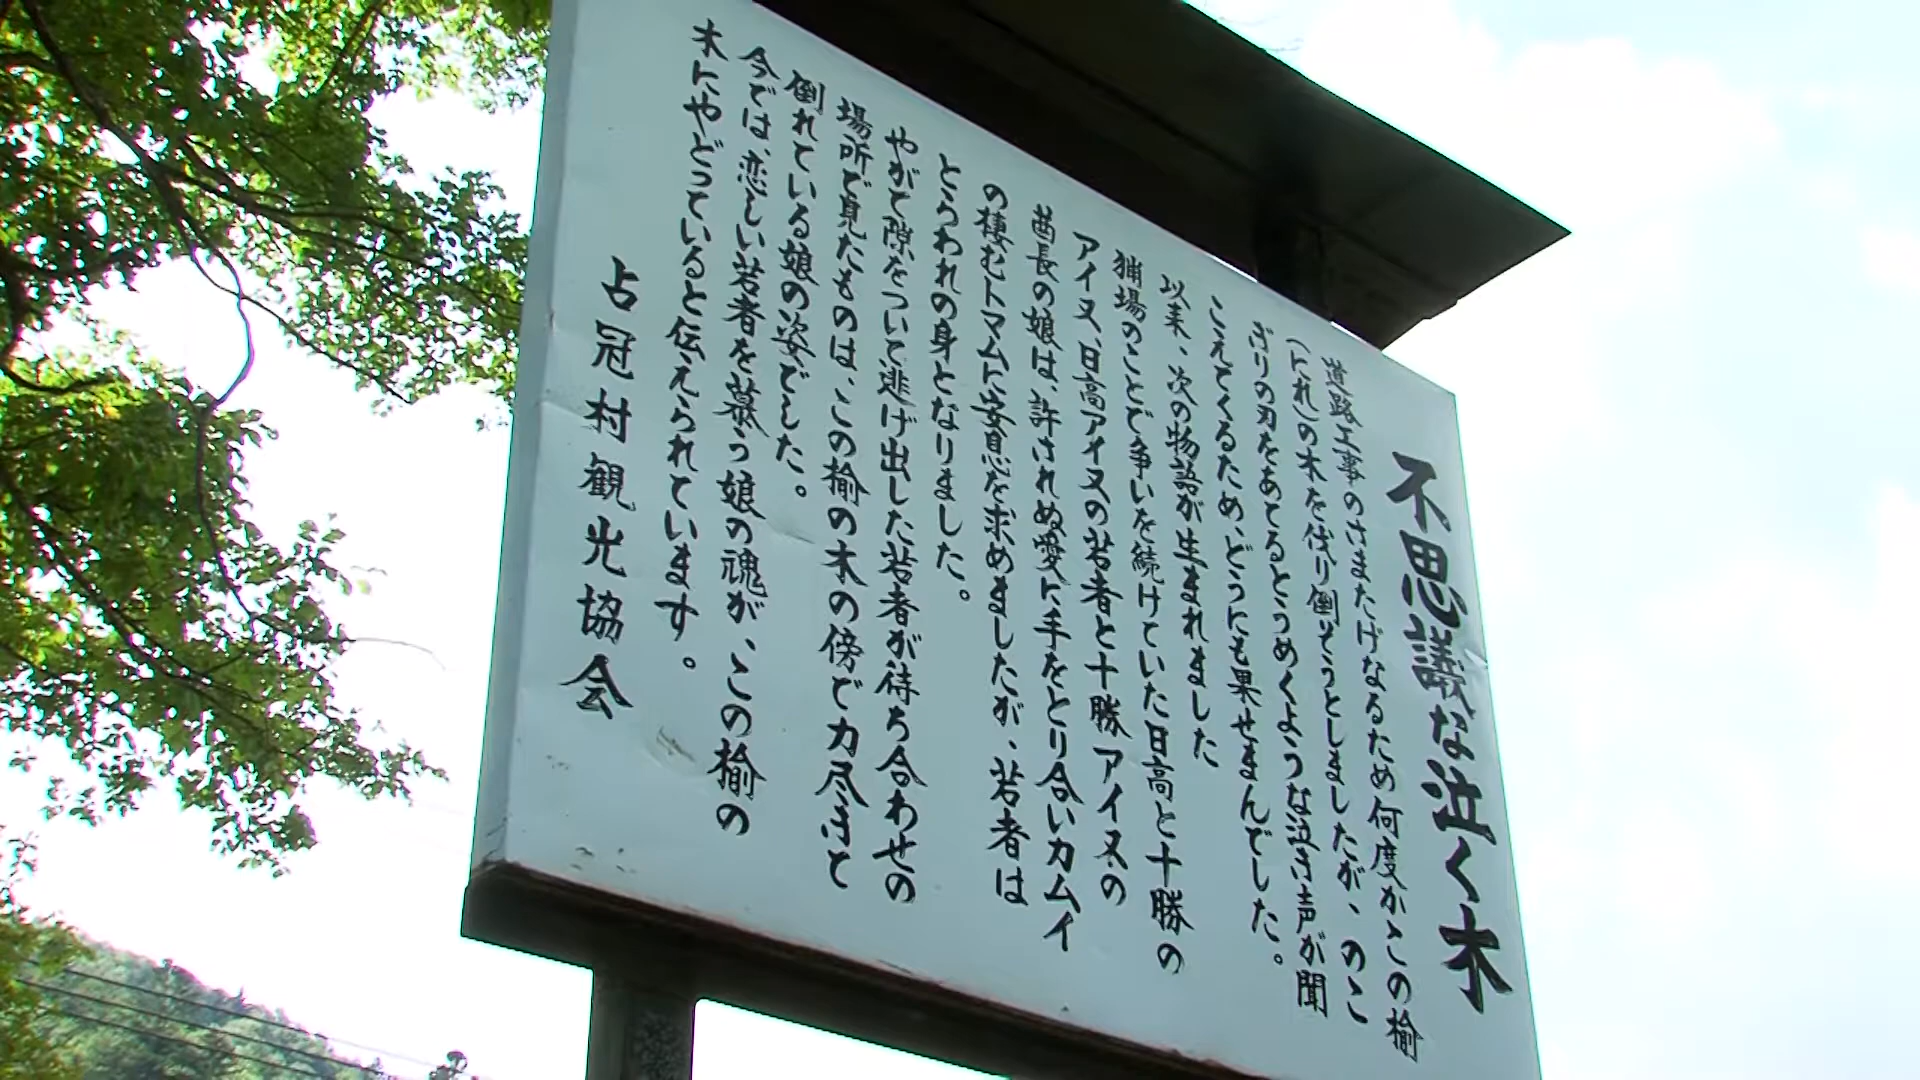 不思議な泣く木
道路工事のさまたげなるため何度かこの楡
(にれ)の木を伐り倒そうとしましたが、のこ
ぎりの刃をあてるとうめくような泣き声が聞
こえてくるため、どうにも果せませんでした。
以来、次の物語が生まれました
猟場のことで争いを続けていた日高と十勝の
アイヌ、日高アイヌの若者と十勝アイヌの
酋長の娘は、許されぬ愛に手をとり合いカムイ
の棲むトマムに安息を求めましたが、若者は
とらわれの身となりました。
やがて隙をついて逃げ出した若者が待ち合わせの
場所で見たものは、この楡の木の傍で力尽きと
倒れている娘の姿でした。
今では、恋しい若者を慕う娘の魂が、この楡の
木にやどっていると伝えられています。
占冠村観光協会